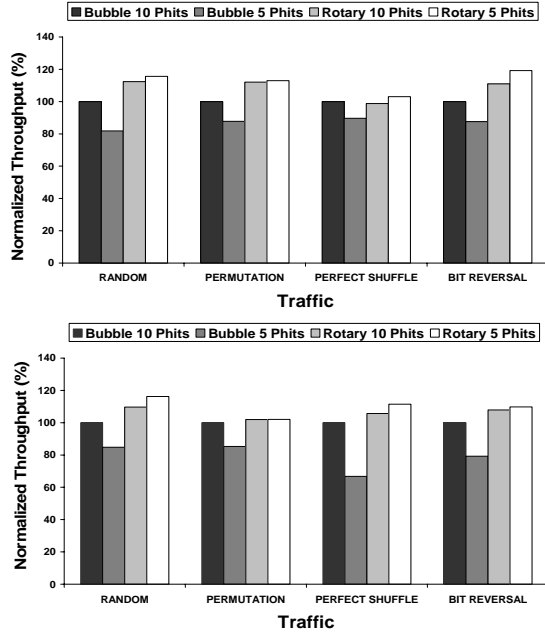 Bubble 10 Phits Bubble 5 Phits Rotary 10 Phits Rotary 5 Phits
Normalized Throughput (%)
140
120
100
80
60
40
20
0
RANDOM PERMUTATION PERFECT SHUFFLE BIT REVERSAL
Traffic
Bubble 10 Phits Bubble 5 Phits Rotary 10 Phits Rotary 5 Phits
Normalized Throughput (%)
140
120
100
80
60
40
20
0
RANDOM PERMUTATION PERFECT SHUFFLE BIT REVERSAL
Traffic